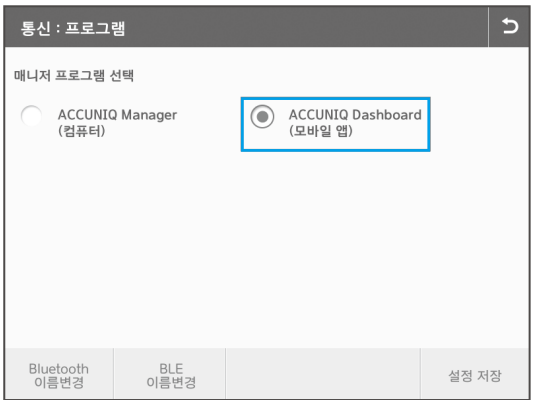 통신 : 프로그램
매니저 프로그램 선택
ACCUNIQ Manager
(컴퓨터)
ACCUNIQ Dashboard
(모바일 앱)
Bluetooth
이름변경
BLE
이름변경
설정 저장